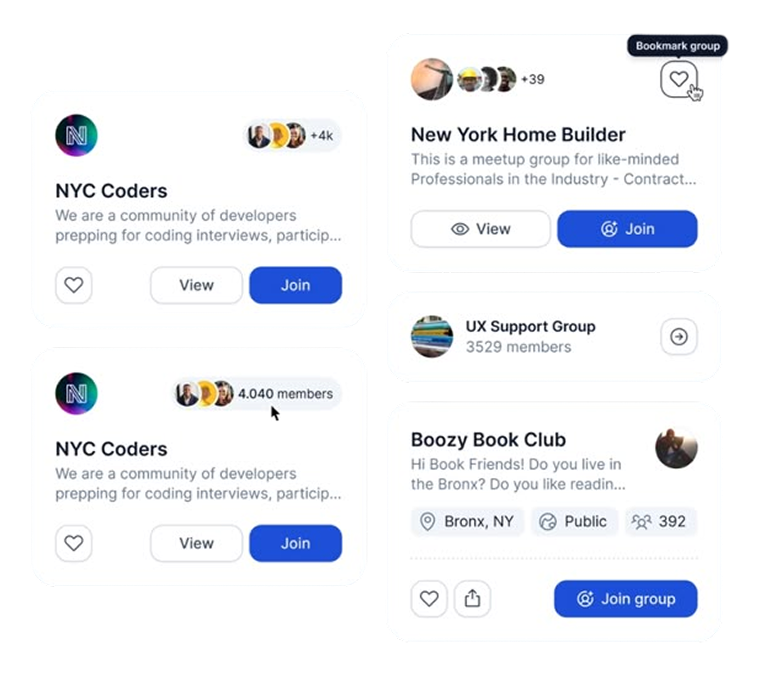 +4k
NYC Coders
We are a community of developers
prepping for coding interviews, particip...
View
Join
4.040 members
NYC Coders
We are a community of developers
prepping for coding interviews, particip...
View
Join
Bookmark group
+39
New York Home Builder
This is a meetup group for like-minded
Professionals in the Industry - Contract...
View
Join
UX Support Group
3529 members
Boozy Book Club
Hi Book Friends! Do you live in
the Bronx? Do you like readin...
Bronx, NY
Public
392
Join group